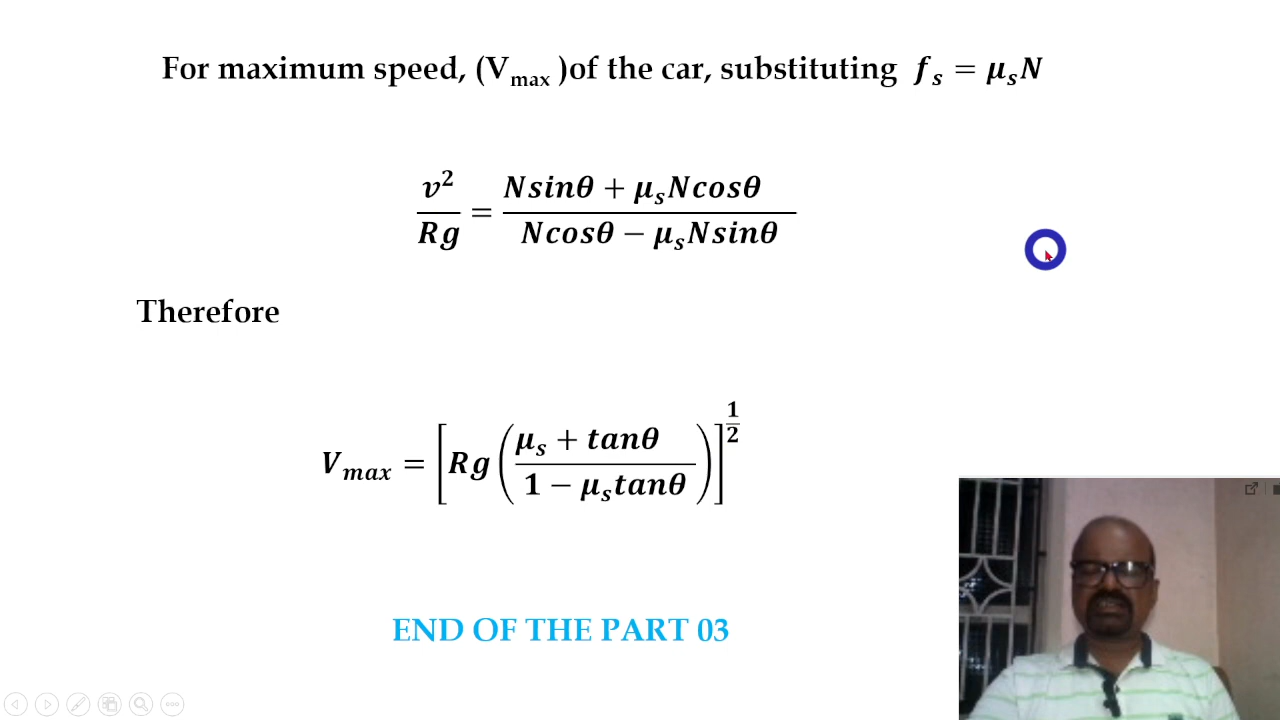 For maximum speed, (Vₘₐₓ )of the car, substituting fₛ = μₛN
v²/Rg = Nsinθ + μₛNcosθ / Ncosθ − μₛNsinθ
Therefore
Vₘₐₓ = [Rg(μₛ + tanθ / 1 − μₛtanθ)]^1/2
END OF THE PART 03